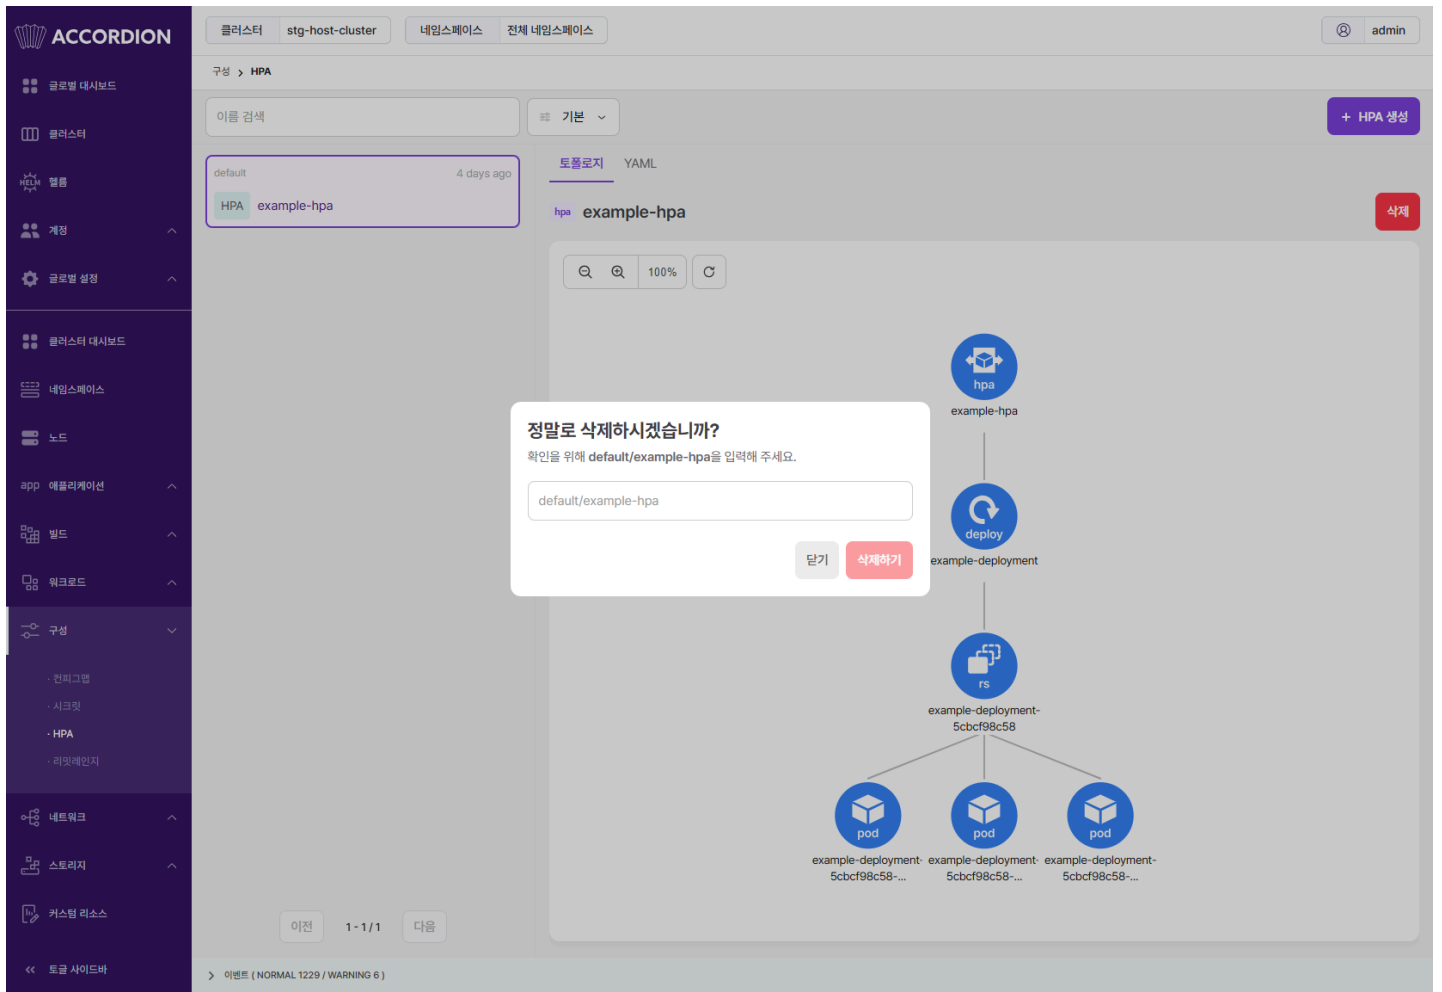 ACCORDION
클러스터 stg-host-cluster 네임스페이스 전체 네임스페이스
admin
구성 > HPA
글로벌 대시보드
클러스터
HELM 헬름
계정
글로벌 설정
클러스터 대시보드
네임스페이스
노드
app 애플리케이션
빌드
워크로드
구성
· 컨피그맵
· 시크릿
· HPA
· 리밋레인지
네트워크
스토리지
커스텀 리소스
<< 토글 사이드바
이름 검색
기본
+ HPA 생성
default 4 days ago
HPA example-hpa
이전 1 - 1 / 1 다음
토폴로지 YAML
hpa example-hpa
삭제
100%
hpa
example-hpa
deploy
example-deployment
rs
example-deployment-
5cbcf98c58
pod pod pod
example-deployment- example-deployment- example-deployment-
5cbcf98c58-... 5cbcf98c58-... 5cbcf98c58-...
정말로 삭제하시겠습니까?
확인을 위해 default/example-hpa을 입력해 주세요.
default/example-hpa
닫기 삭제하기
> 이벤트 ( NORMAL 1229 / WARNING 6 )